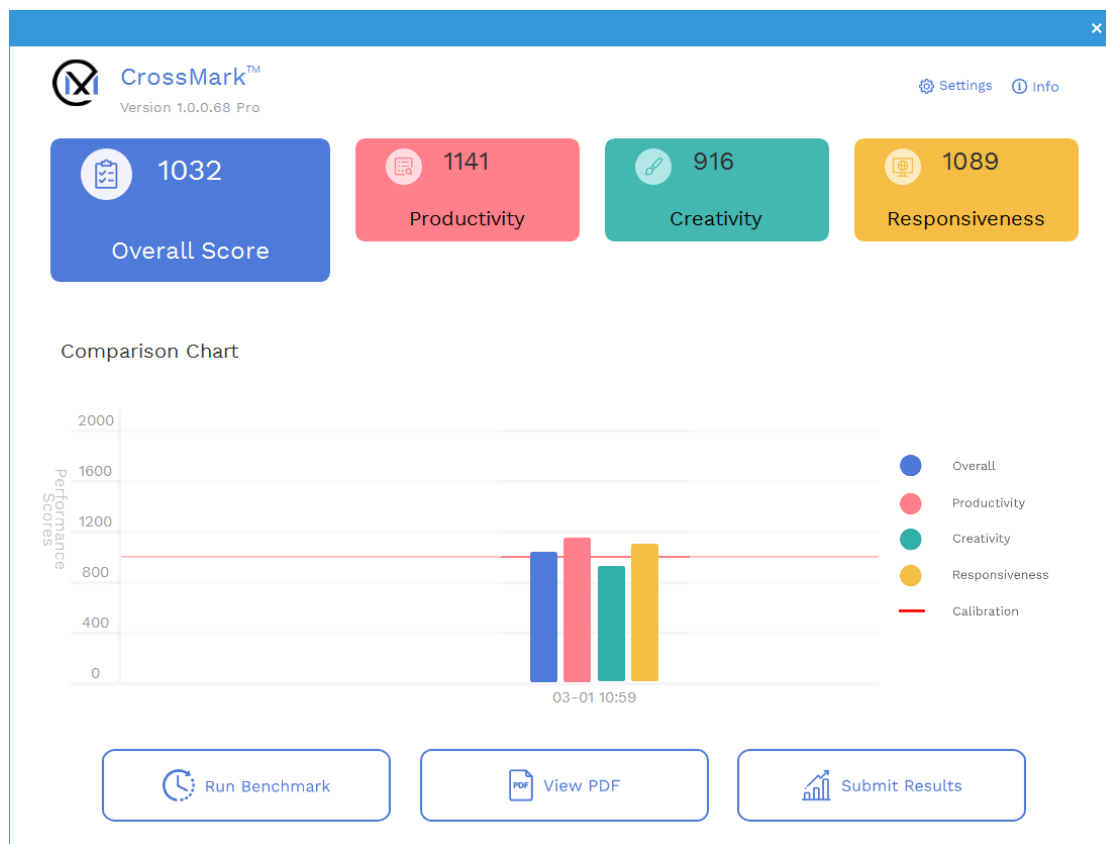 ×
CrossMark™
Version 1.0.0.68 Pro
Settings
Info
1032
Overall Score
1141
Productivity
916
Creativity
1089
Responsiveness
Comparison Chart
Performance
Scores
2000
1600
1200
800
400
0
03-01 10:59
Overall
Productivity
Creativity
Responsiveness
Calibration
Run Benchmark
PDF
View PDF
Submit Results